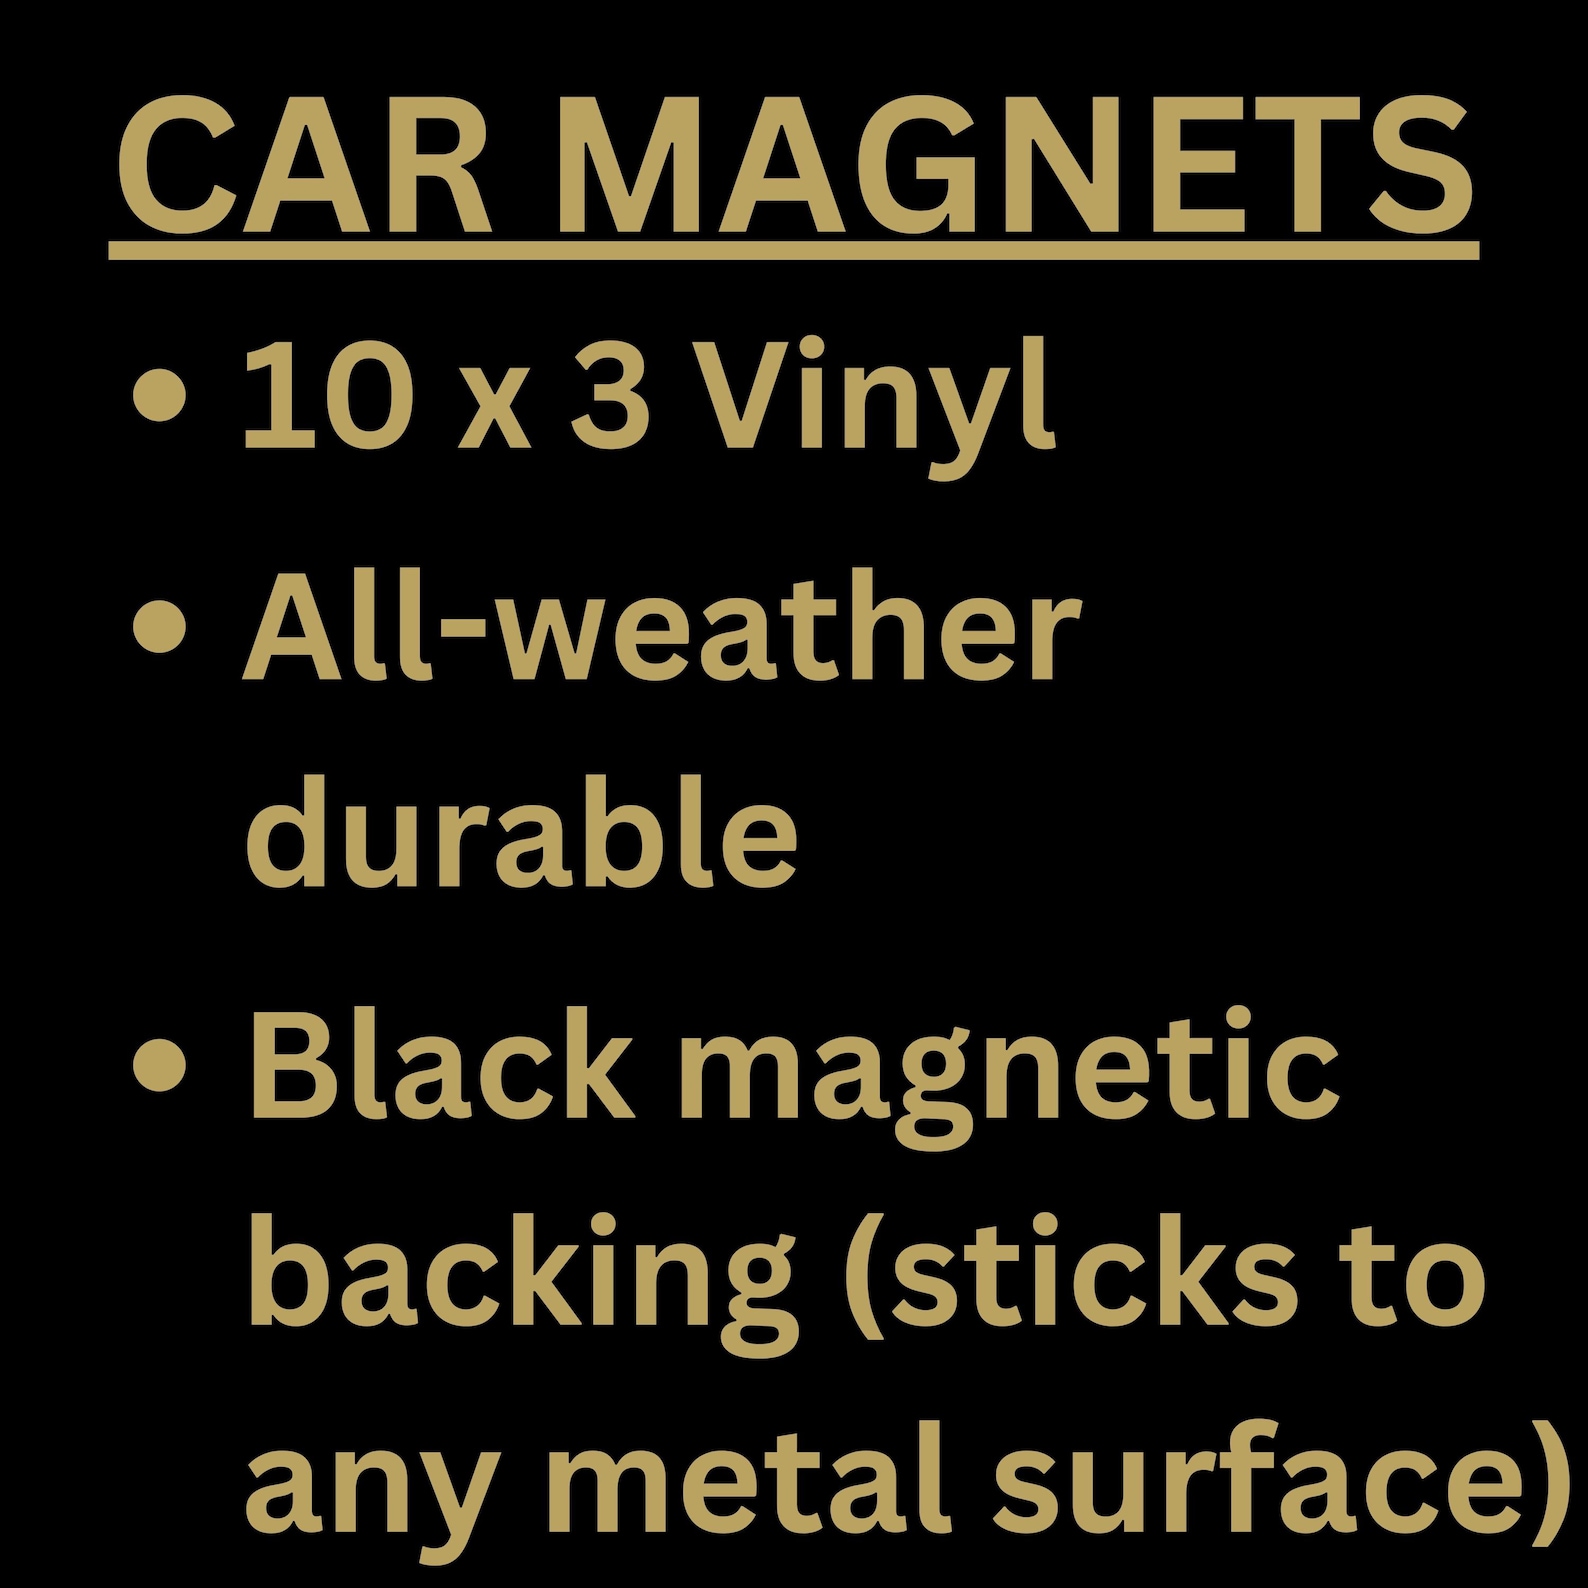 CAR MAGNETS
• 10 x 3 Vinyl
• All-weather
durable
• Black magnetic
backing (sticks to
any metal surface)